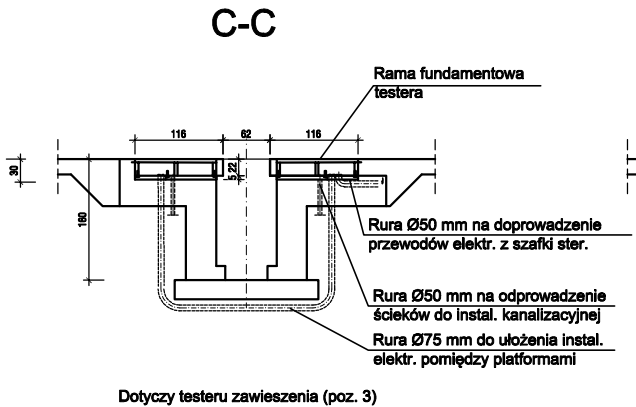 C-C
Rama fundamentowa
testera
116
62
116
30
5
22
160
Rura Ø50 mm na doprowadzenie
przewodów elektr. z szafki ster.
Rura Ø50 mm na odprowadzenie
ścieków do instal. kanalizacyjnej
Rura Ø75 mm do ułożenia instal.
elektr. pomiędzy platformami
Dotyczy testeru zawieszenia (poz. 3)